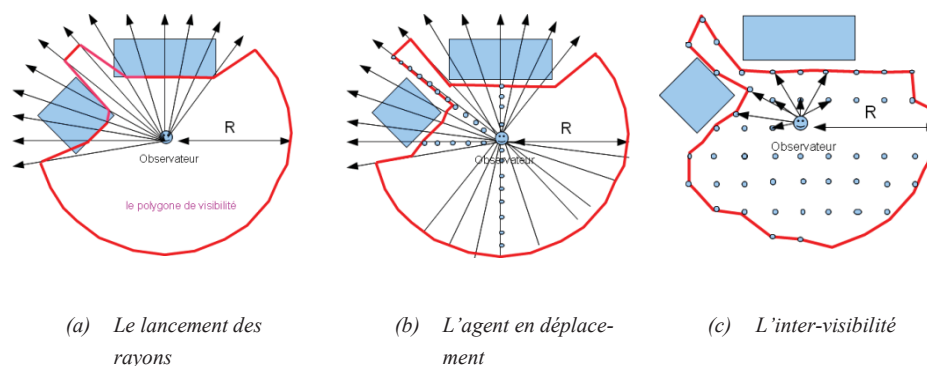 R
Observateur
le polygone de visibilité
R
Observateur
R
Observateur
(a) Le lancement des
rayons
(b) L'agent en déplace-
ment
(c) L'inter-visibilité